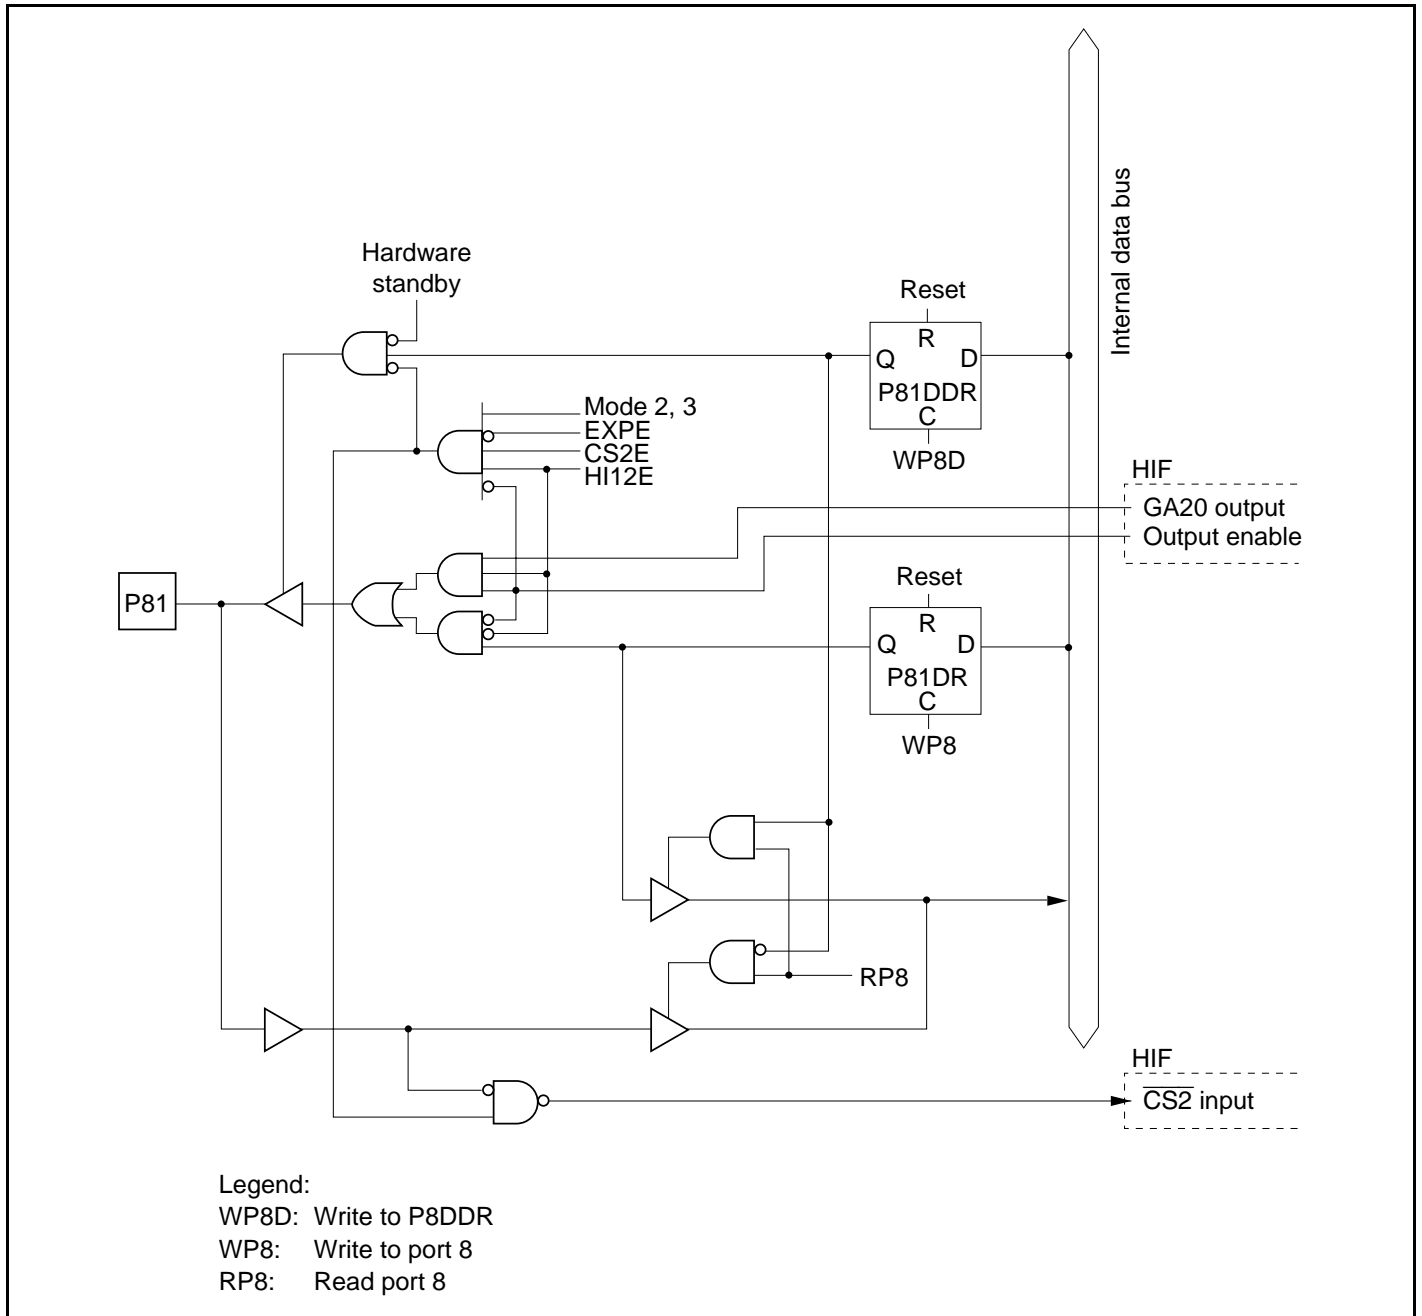 Hardware
standby
Reset
R
Q D
P81DDR
C
WP8D
Internal data bus
Mode 2, 3
EXPE
CS2E
HI12E
HIF
GA20 output
Output enable
P81
Reset
R
Q D
P81DR
C
WP8
RP8
HIF
CS2 input
Legend:
WP8D: Write to P8DDR
WP8: Write to port 8
RP8: Read port 8